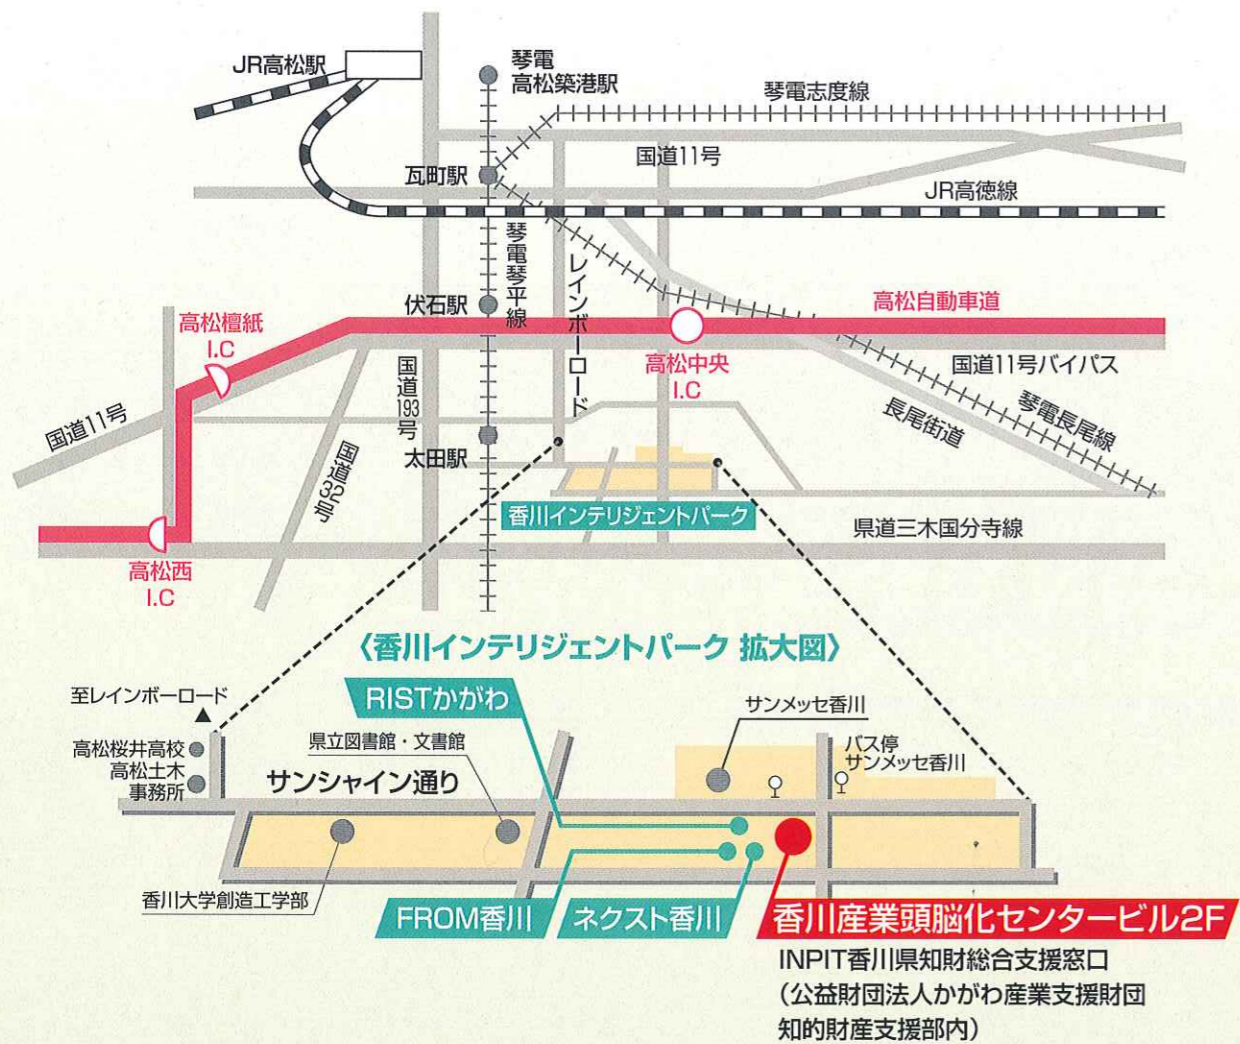 JR高松駅
琴電
高松築港駅
琴電志度線
国道11号
瓦町駅
JR高徳線
琴電琴平線
レインボーロード
伏石駅
高松自動車道
高松檀紙
I.C
高松中央
I.C
国道11号バイパス
国道193号
国道11号
長尾街道
琴電長尾線
太田駅
国道32号
香川インテリジェントパーク
県道三木国分寺線
高松西
I.C
〈香川インテリジェントパーク 拡大図〉
至レインボーロード
RISTかがわ
サンメッセ香川
高松桜井高校
県立図書館・文書館
バス停
サンメッセ香川
高松土木
事務所
サンシャイン通り
香川大学創造工学部
FROM香川
ネクスト香川
香川産業頭脳化センタービル2F
INPIT香川県知財総合支援窓口
（公益財団法人かがわ産業支援財団
知的財産支援部内）